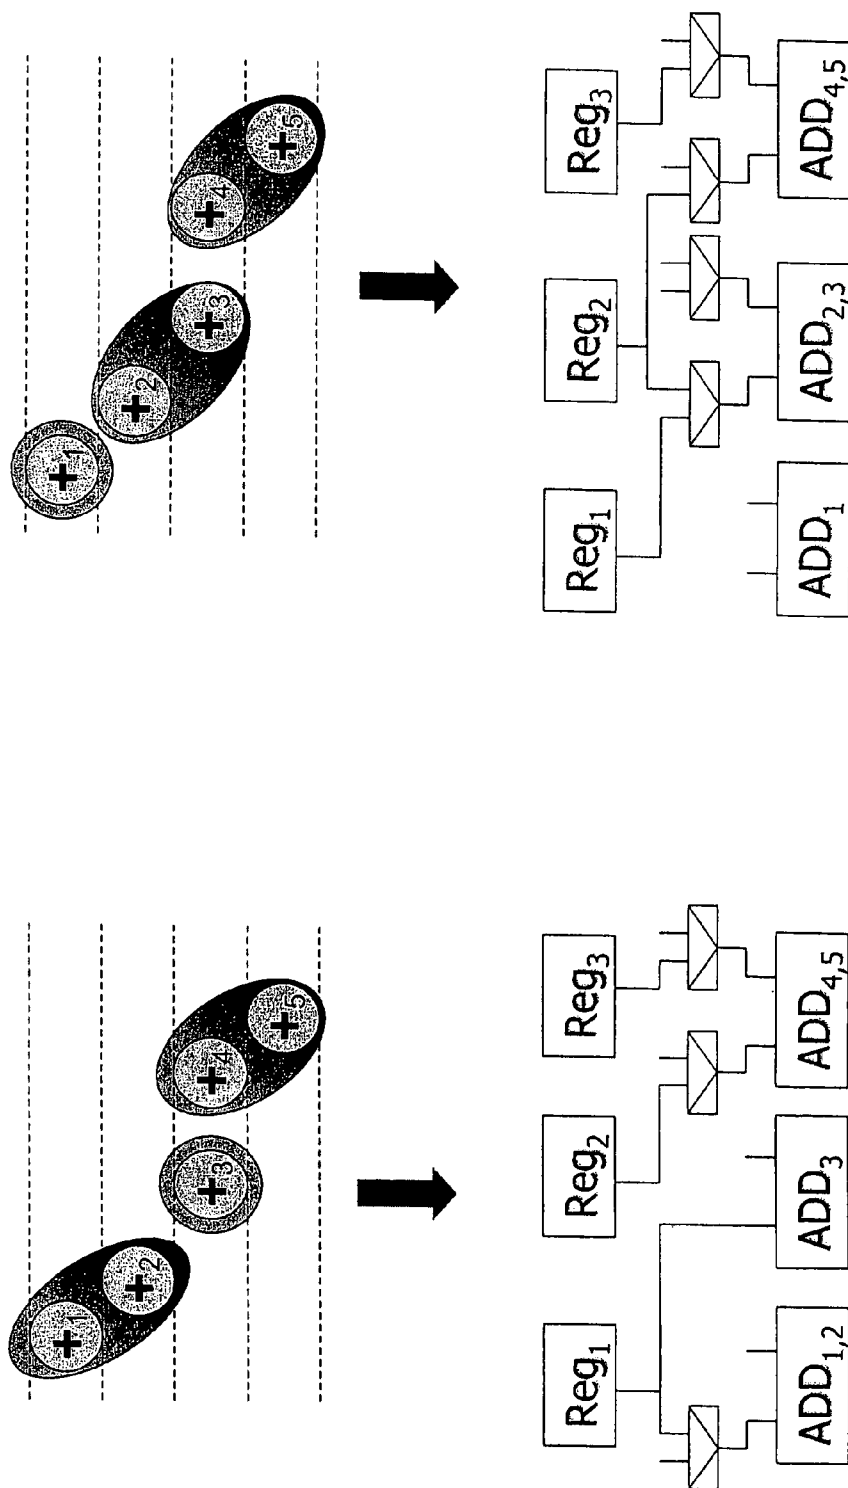 +1
+2
+3
+4
+5
Reg1
Reg2
Reg3
ADD1,2
ADD3
ADD4,5
+1
+2
+3
+4
+5
Reg1
Reg2
Reg3
ADD1
ADD2,3
ADD4,5